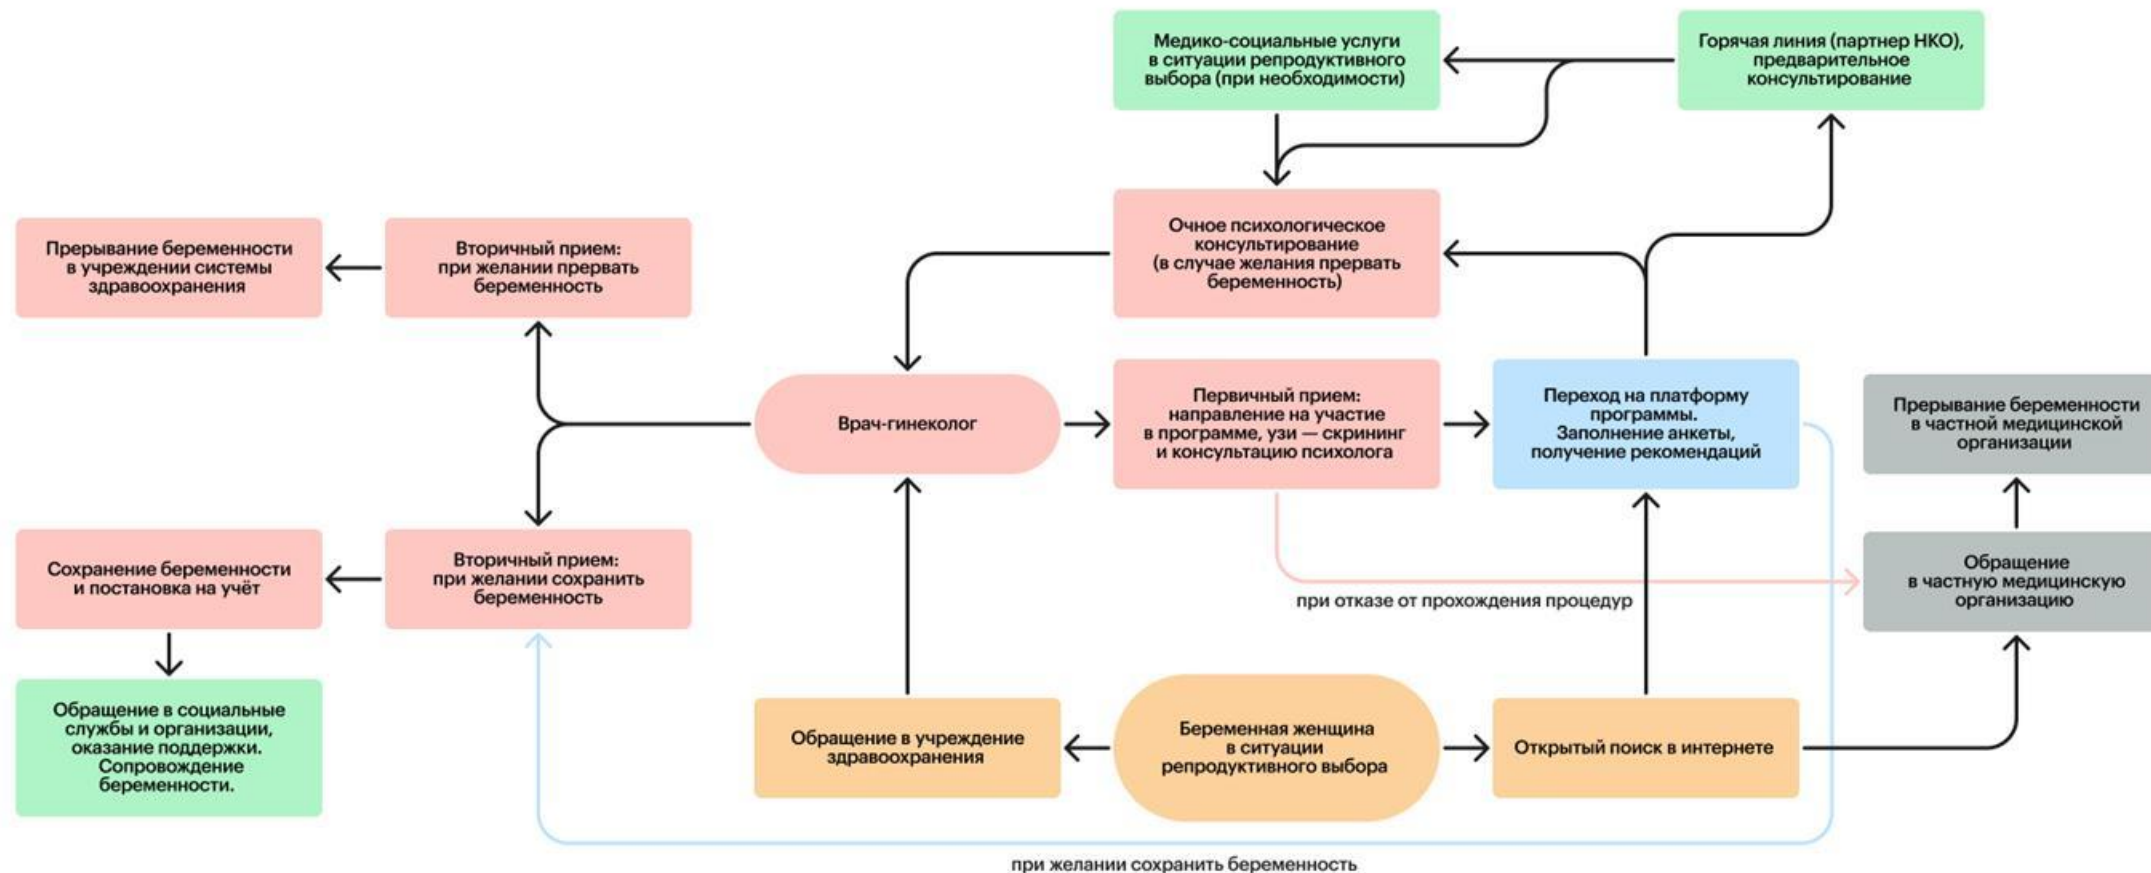 Медико-социальные услуги
в ситуации репродуктивного
выбора (при необходимости)
Горячая линия (партнер НКО),
предварительное
консультирование
Прерывание беременности
в учреждении системы
здравоохранения
Вторичный прием:
при желании прервать
беременность
Очное психологическое
консультирование
(в случае желания прервать
беременность)
Врач-гинеколог
Первичный прием:
направление на участие
в программе, узи — скрининг
и консультацию психолога
Переход на платформу
программы.
Заполнение анкеты,
получение рекомендаций
Прерывание беременности
в частной медицинской
организации
Сохранение беременности
и постановка на учёт
Вторичный прием:
при желании сохранить
беременность
при отказе от прохождения процедур
Обращение
в частную медицинскую
организацию
Обращение в социальные
службы и организации,
оказание поддержки.
Сопровождение
беременности.
Обращение в учреждение
здравоохранения
Беременная женщина
в ситуации
репродуктивного выбора
Открытый поиск в интернете
при желании сохранить беременность